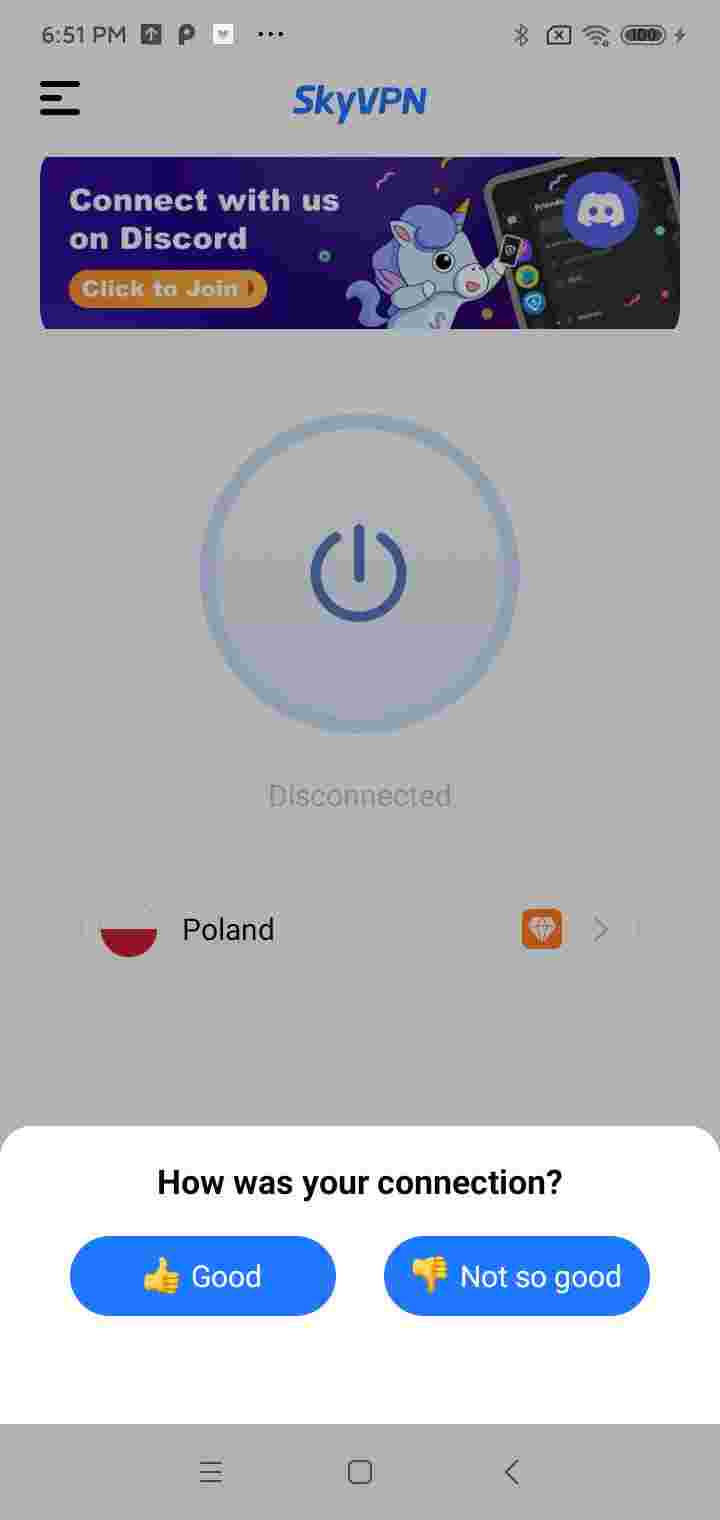 6:51 PM
100
SkyVPN
Connect with us
on Discord
Click to Join
Disconnected
Poland
How was your connection?
👍 Good
👎 Not so good